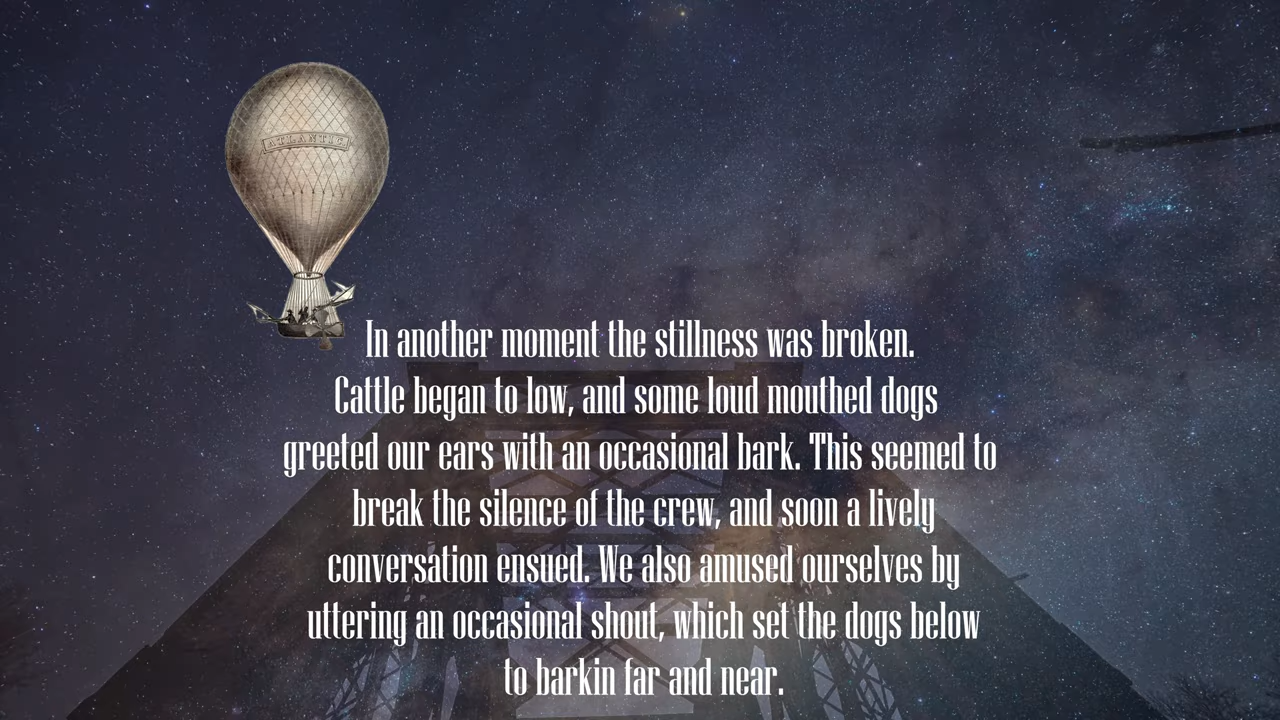 ATLANTIC
In another moment the stillness was broken.
Cattle began to low, and some loud mouthed dogs
greeted our ears with an occasional bark. This seemed to
break the silence of the crew, and soon a lively
conversation ensued. We also amused ourselves by
uttering an occasional shout, which set the dogs below
to barkin far and near.